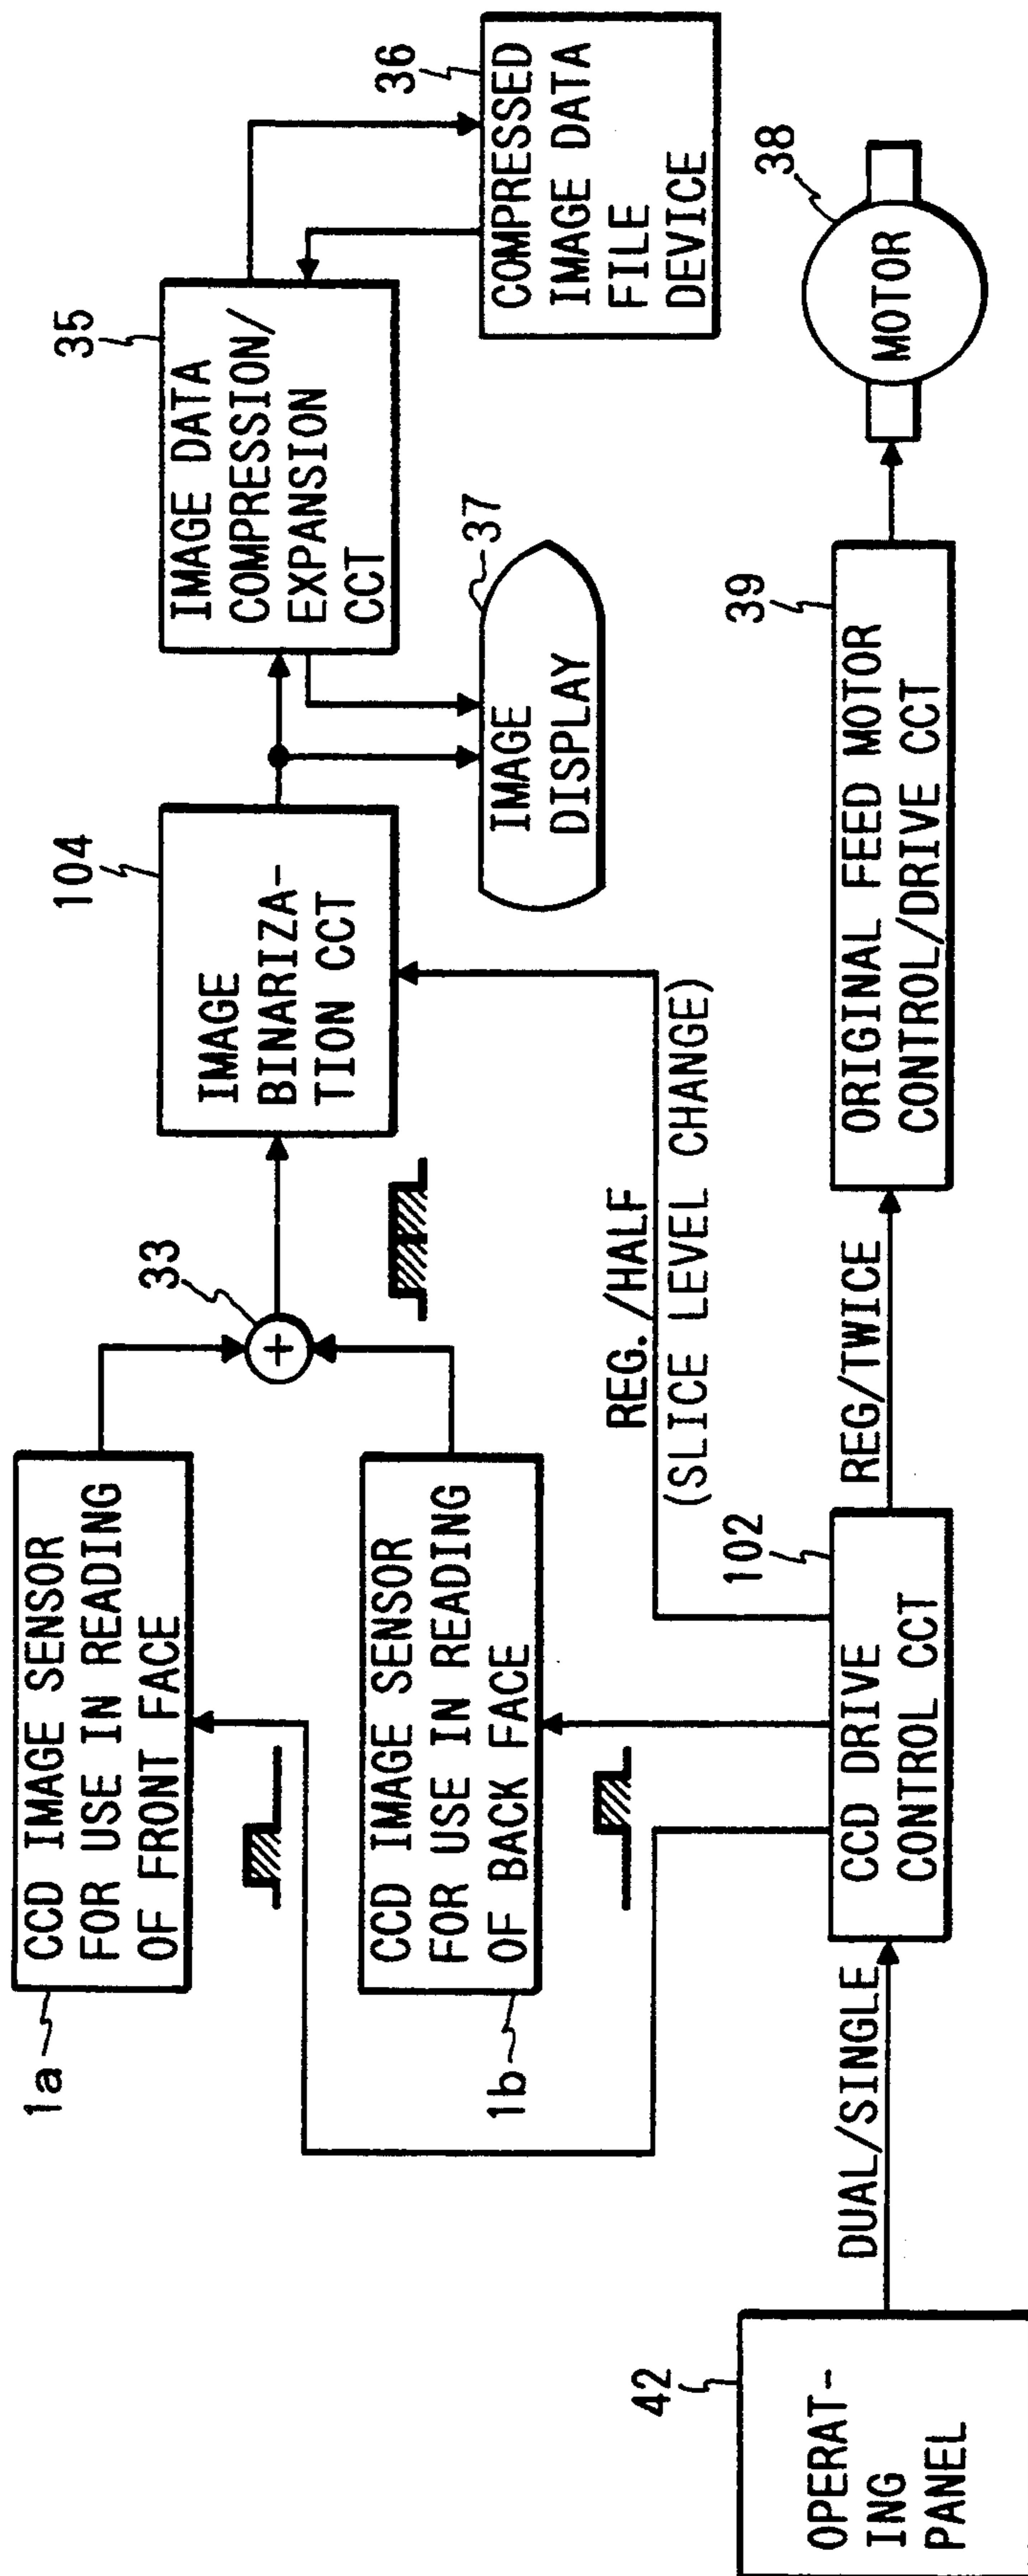 1a
CCD IMAGE SENSOR
FOR USE IN READING
OF FRONT FACE
33
+
104
IMAGE
BINARIZA-
TION CCT
35
IMAGE DATA
COMPRESSION/
EXPANSION
CCT
36
COMPRESSED
IMAGE DATA
FILE
DEVICE
37
IMAGE
DISPLAY
1b
CCD IMAGE SENSOR
FOR USE IN READING
OF BACK FACE
REG./HALF
(SLICE LEVEL CHANGE)
42
OPERAT-
ING
PANEL
DUAL/SINGLE
102
CCD DRIVE
CONTROL CCT
REG/TWICE
39
ORIGINAL FEED MOTOR
CONTROL/DRIVE CCT
38
MOTOR